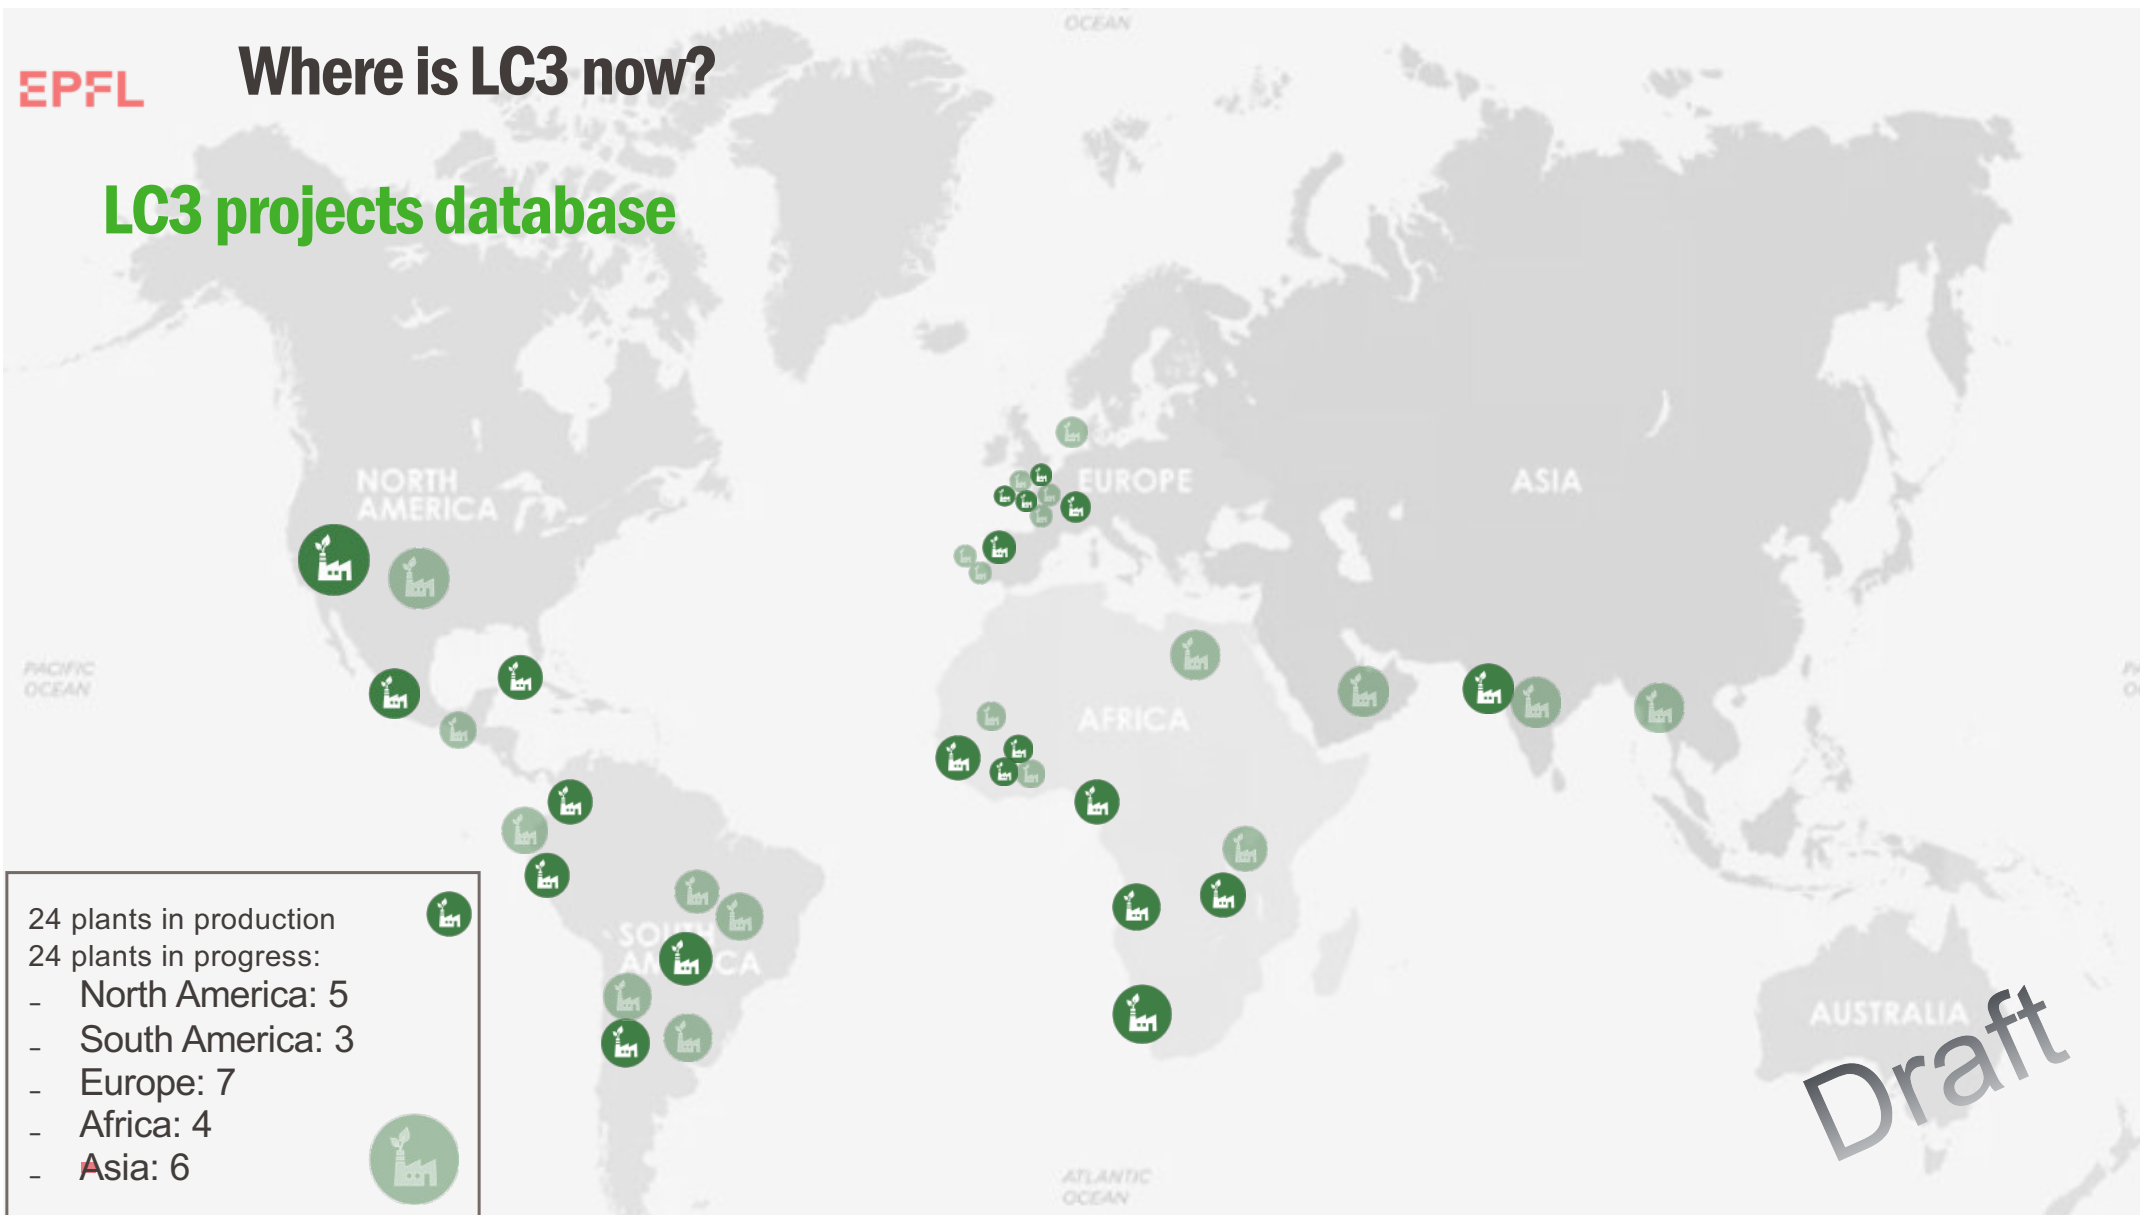 OCEAN
EPFL
Where is LC3 now?
LC3 projects database
NORTH
AMERICA
EUROPE
ASIA
PACIFIC
OCEAN
AFRICA
SOUTH
AMERICA
24 plants in production
24 plants in progress:
- North America: 5
- South America: 3
- Europe: 7
- Africa: 4
- Asia: 6
AUSTRALIA
Draft
ATLANTIC
OCEAN